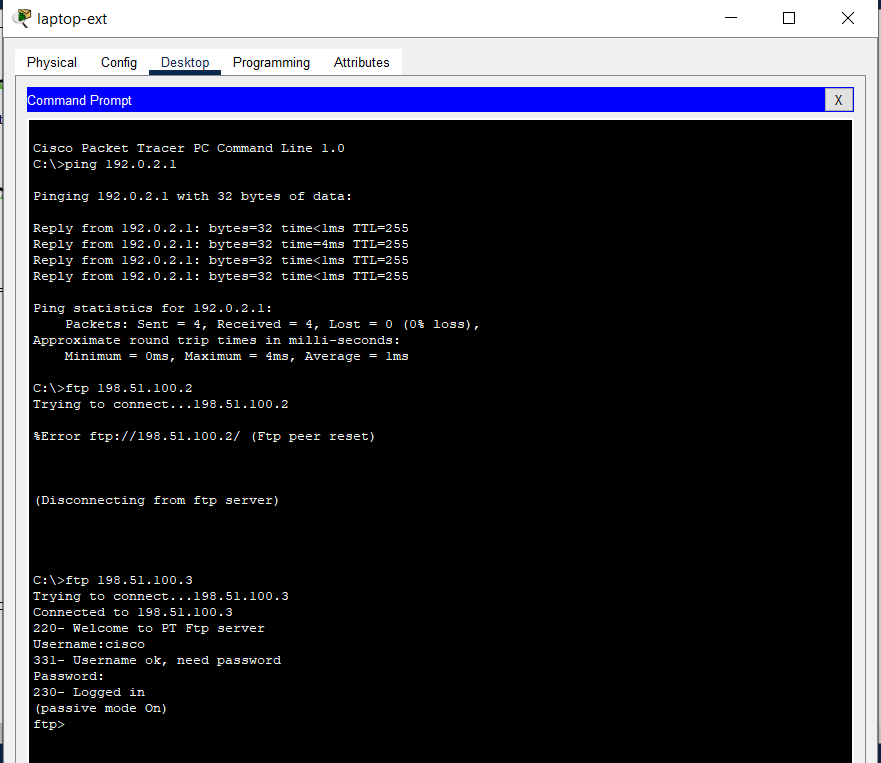 laptop-ext
Physical Config Desktop Programming Attributes
Command Prompt
X
Cisco Packet Tracer PC Command Line 1.0
C:\>ping 192.0.2.1
Pinging 192.0.2.1 with 32 bytes of data:
Reply from 192.0.2.1: bytes=32 time<1ms TTL=255
Reply from 192.0.2.1: bytes=32 time=4ms TTL=255
Reply from 192.0.2.1: bytes=32 time<1ms TTL=255
Reply from 192.0.2.1: bytes=32 time<1ms TTL=255
Ping statistics for 192.0.2.1:
    Packets: Sent = 4, Received = 4, Lost = 0 (0% loss),
Approximate round trip times in milli-seconds:
    Minimum = 0ms, Maximum = 4ms, Average = 1ms
C:\>ftp 198.51.100.2
Trying to connect...198.51.100.2
%Error ftp://198.51.100.2/ (Ftp peer reset)
(Disconnecting from ftp server)
C:\>ftp 198.51.100.3
Trying to connect...198.51.100.3
Connected to 198.51.100.3
220- Welcome to PT Ftp server
Username:cisco
331- Username ok, need password
Password:
230- Logged in
(passive mode On)
ftp>